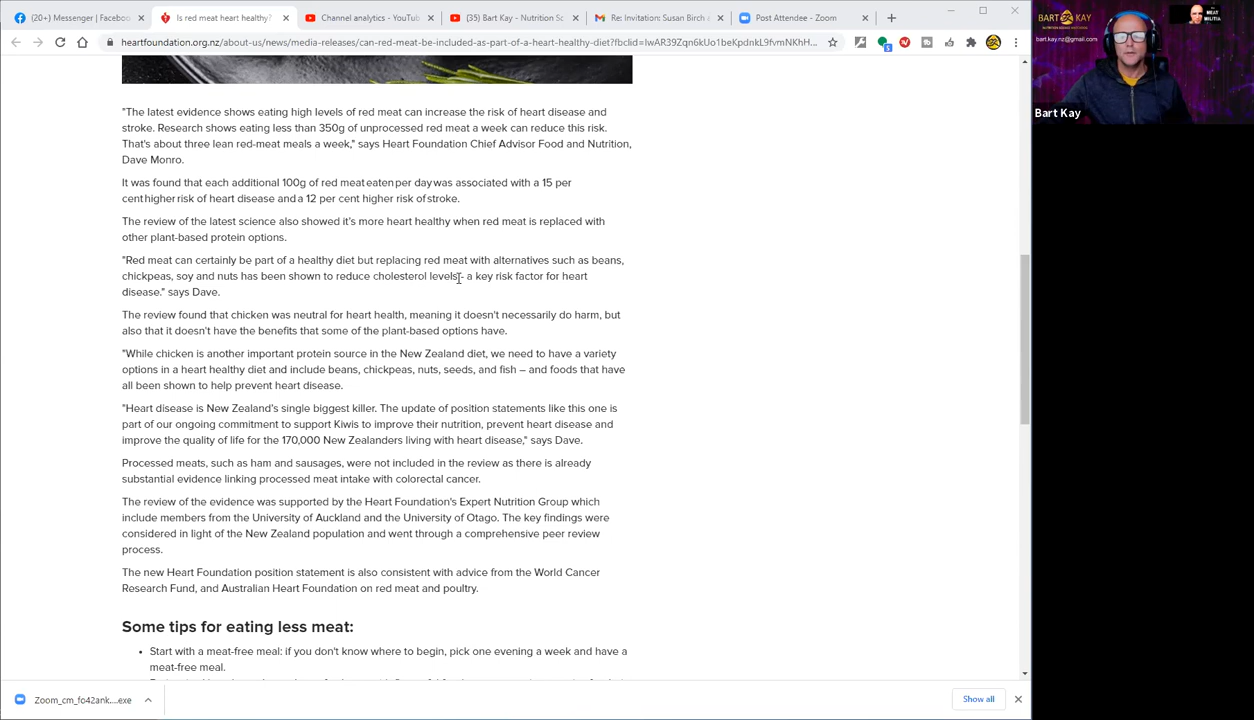 (20+) Messenger | Faceboo
Is red meat heart healthy?
Channel analytics - YouTub
(35) Bart Kay - Nutrition Sc
Re: Invitation: Susan Birch
Post Attendee - Zoom
heartfoundation.org.nz/about-us/news/media-releases/can-red-meat-be-included-as-part-of-a-heart-healthy-diet?fbclid=IwAR39Zqn6kUo1beKpdnkL9fvmNKhH...
5
"The latest evidence shows eating high levels of red meat can increase the risk of heart disease and
stroke. Research shows eating less than 350g of unprocessed red meat a week can reduce this risk.
That's about three lean red-meat meals a week," says Heart Foundation Chief Advisor Food and Nutrition,
Dave Monro.
It was found that each additional 100g of red meat eaten per day was associated with a 15 per
cent higher risk of heart disease and a 12 per cent higher risk of stroke.
The review of the latest science also showed it's more heart healthy when red meat is replaced with
other plant-based protein options.
"Red meat can certainly be part of a healthy diet but replacing red meat with alternatives such as beans,
chickpeas, soy and nuts has been shown to reduce cholesterol levels - a key risk factor for heart
disease." says Dave.
The review found that chicken was neutral for heart health, meaning it doesn't necessarily do harm, but
also that it doesn't have the benefits that some of the plant-based options have.
"While chicken is another important protein source in the New Zealand diet, we need to have a variety
options in a heart healthy diet and include beans, chickpeas, nuts, seeds, and fish – and foods that have
all been shown to help prevent heart disease.
"Heart disease is New Zealand's single biggest killer. The update of position statements like this one is
part of our ongoing commitment to support Kiwis to improve their nutrition, prevent heart disease and
improve the quality of life for the 170,000 New Zealanders living with heart disease," says Dave.
Processed meats, such as ham and sausages, were not included in the review as there is already
substantial evidence linking processed meat intake with colorectal cancer.
The review of the evidence was supported by the Heart Foundation's Expert Nutrition Group which
include members from the University of Auckland and the University of Otago. The key findings were
considered in light of the New Zealand population and went through a comprehensive peer review
process.
The new Heart Foundation position statement is also consistent with advice from the World Cancer
Research Fund, and Australian Heart Foundation on red meat and poultry.
Some tips for eating less meat:
• Start with a meat-free meal: if you don't know where to begin, pick one evening a week and have a
meat-free meal.
Zoom_cm_fo42ank....exe
Show all
BART KAY
bart.kay.nz@gmail.com
MEAT
MILITIA
Bart Kay